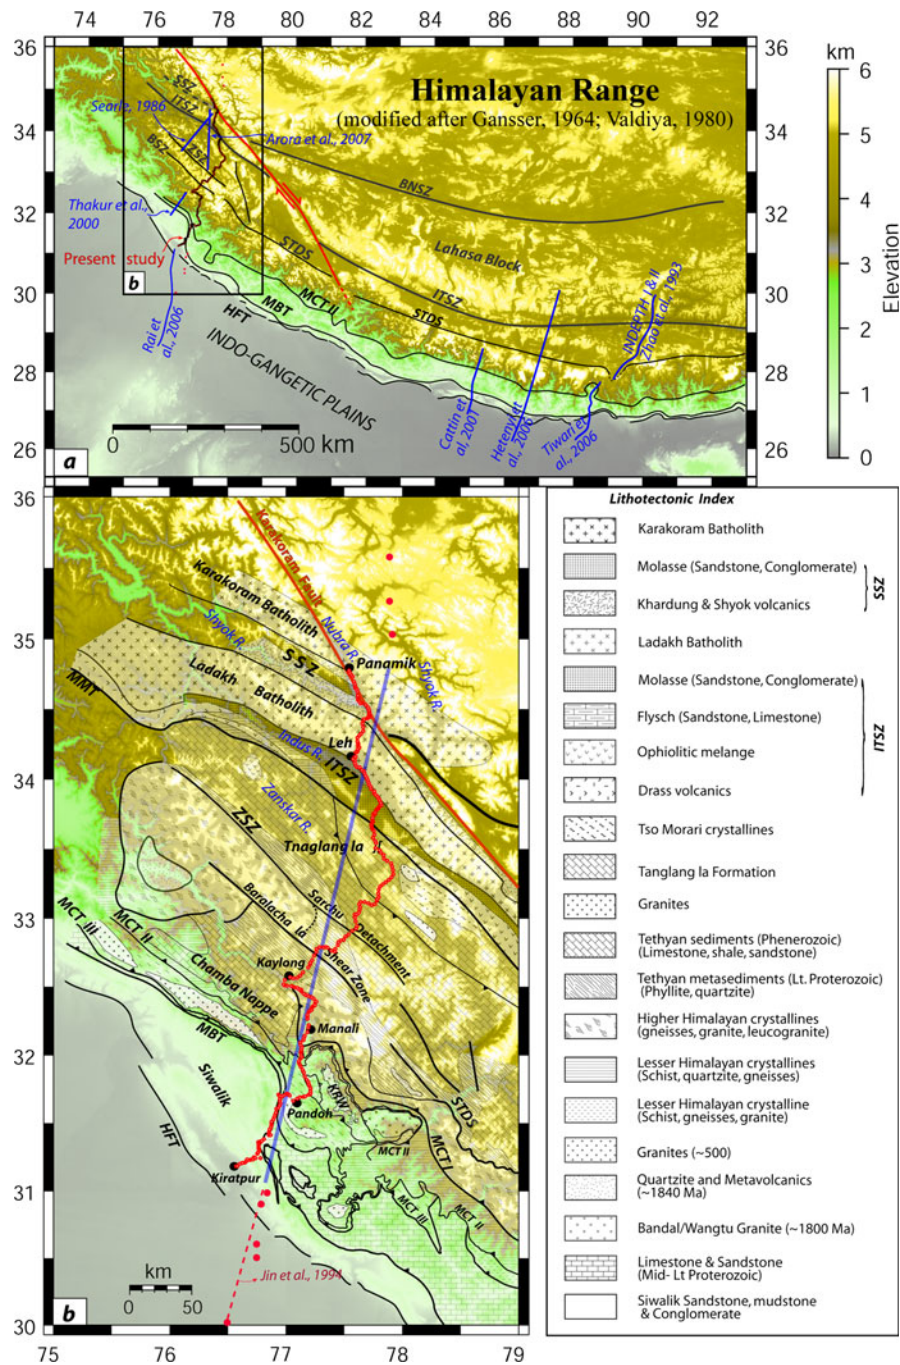 74 76 78 80 82 84 86 88 90 92
km
36 36
6
Himalayan Range
(modified after Gansser, 1964; Valdiya, 1980)
SSZ
ITSZ
Searle, 1986
Arora et al., 2007
ZSZ
BSZ
34 34
5
BNSZ
Thakur et al.,
2000
32 32
4
Lahasa Block
Present study
b
STDS
ITSZ
INDEPTH I & II
Zhao et al., 1993
30 30
3
Elevation
MCT II
MBT
HFT
STDS
Rai et
al., 2006
28 28
2
INDO-GANGETIC PLAINS
Cattin et
al., 2001
Hetenyi et
al., 2006
Tiwari et
al., 2006
1
0 500
km
26 26
0
a
36
35
34
33
32
31
30
Karakoram Fault
Karakoram Batholith
Nubra R.
Shyok R.
SSZ
Panamik
Shyok R.
Ladakh Batholith
MMT
Leh
Indus R.
ITSZ
Zanskar R.
ZSZ
Tnaglang la
Sarchu
Detachment
Baralacha la
Shear Zone
MCT III
MCT II
Kaylong
Chamba Nappe
Manali
MBT
Siwalik
KRW
Pandoh
STDS
HFT
MCT II
MCT I
Kiratpur
MCT III
MCT II
km
0 50
Jin et al., 1994
b
75 76 77 78 79
Lithotectonic Index
Karakoram Batholith
Molasse (Sandstone, Conglomerate)
Khardung & Shyok volcanics
SSZ
Ladakh Batholith
Molasse (Sandstone, Conglomerate)
Flysch (Sandstone, Limestone)
Ophiolitic melange
Drass volcanics
ITSZ
Tso Morari crystallines
Tanglang la Formation
Granites
Tethyan sediments (Phenerozoic)
(Limestone, shale, sandstone)
Tethyan metasediments (Lt. Proterozoic)
(Phyllite, quartzite)
Higher Himalayan crystallines
(gneisses, granite, leucogranite)
Lesser Himalayan crystallines
(Schist, quartzite, gneisses)
Lesser Himalayan crystalline
(Schist, gneisses, granite)
Granites (~500)
Quartzite and Metavolcanics
(~1840 Ma)
Bandal/Wangtu Granite (~1800 Ma)
Limestone & Sandstone
(Mid- Lt Proterozoic)
Siwalik Sandstone, mudstone
& Conglomerate